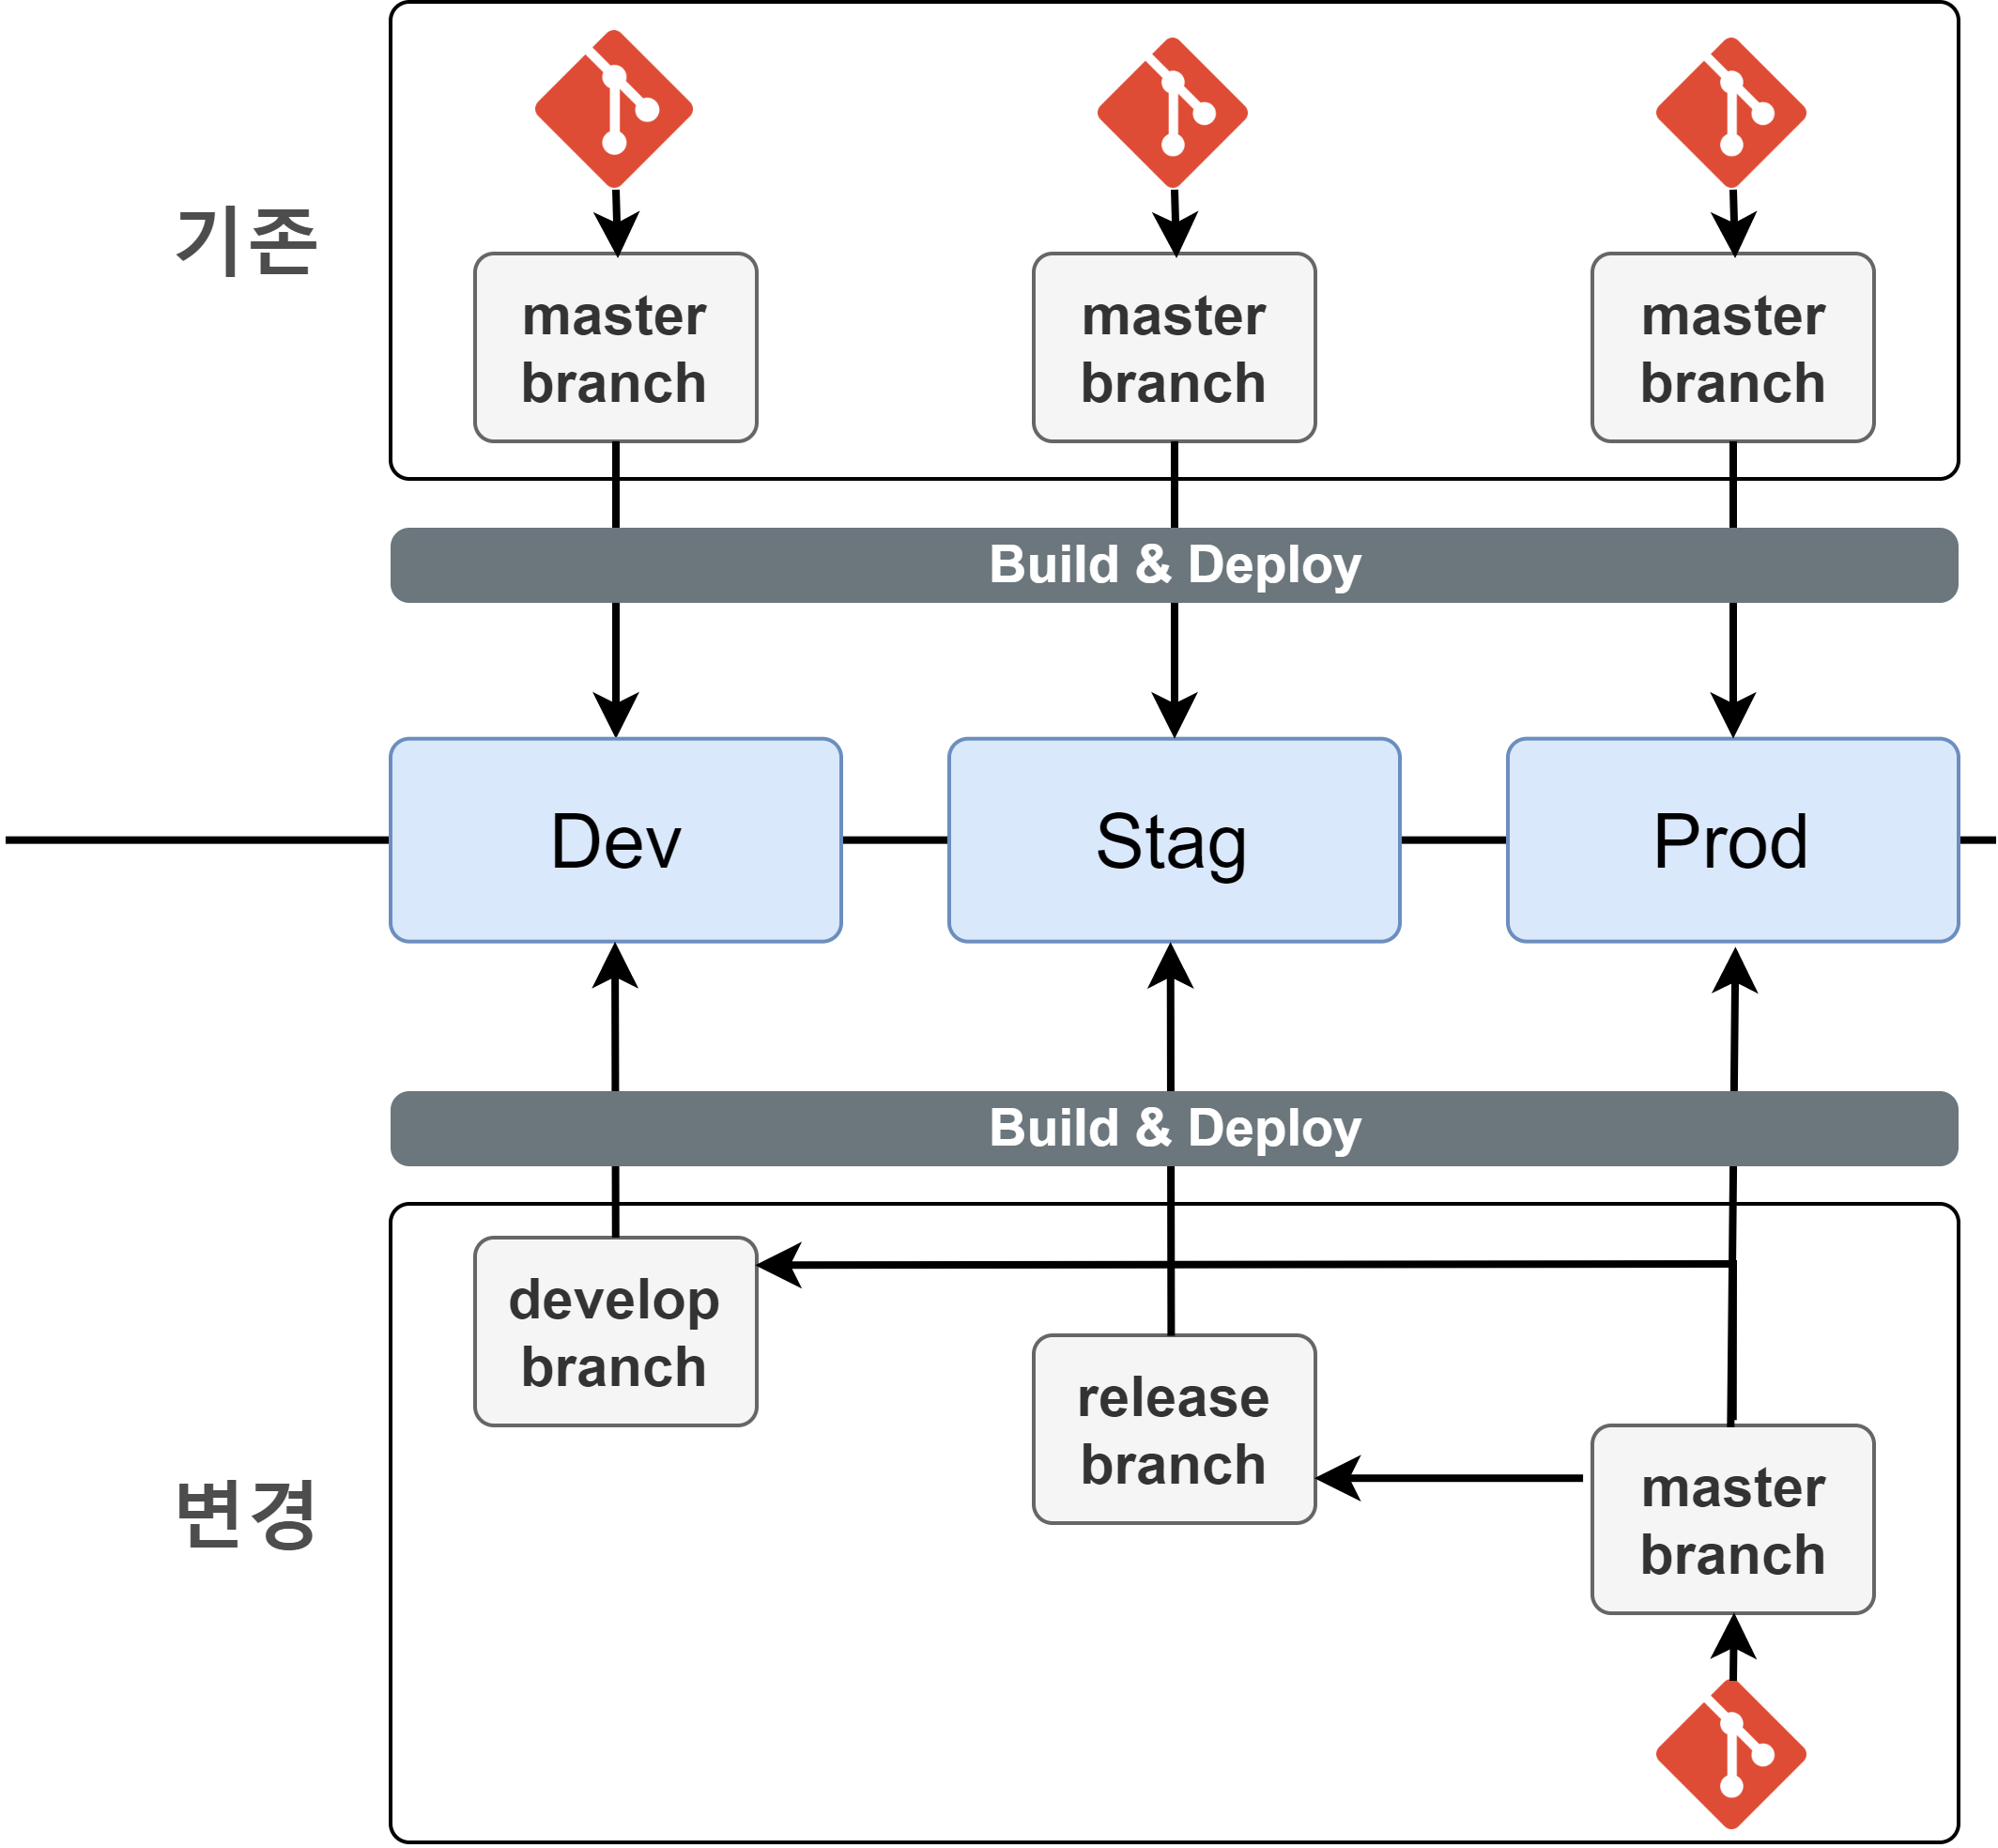 기존
master
branch
master
branch
master
branch
Build & Deploy
Dev
Stag
Prod
Build & Deploy
변경
develop
branch
release
branch
master
branch